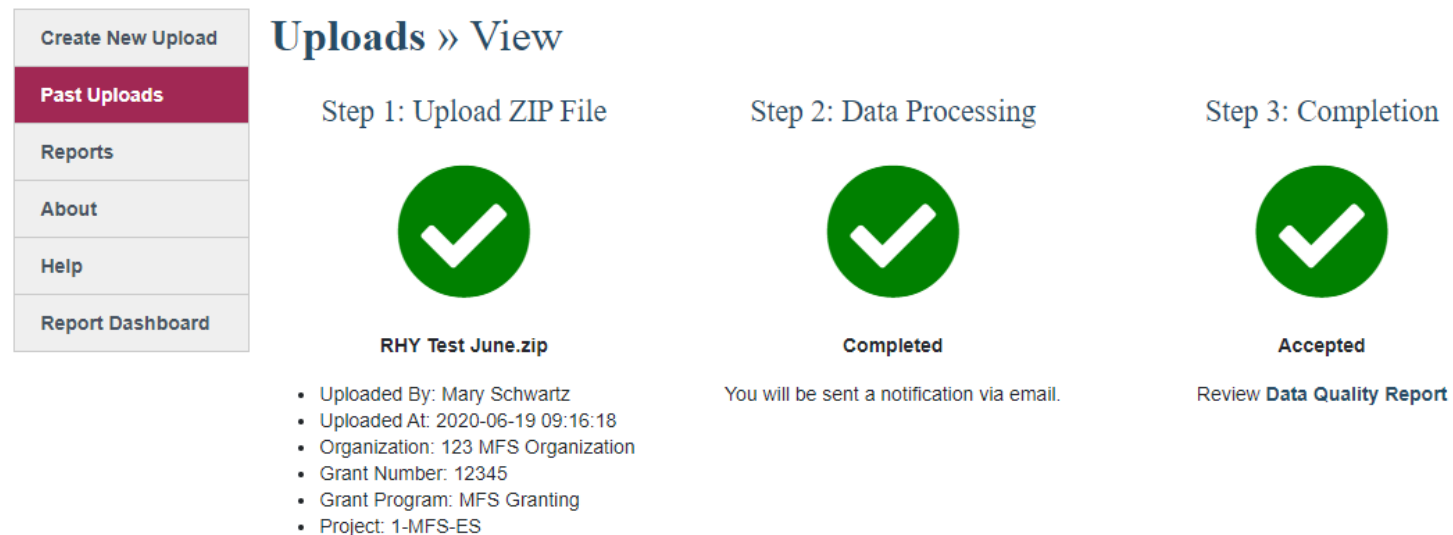 Create New Upload
Past Uploads
Reports
About
Help
Report Dashboard
Uploads » View
Step 1: Upload ZIP File
RHY Test June.zip
• Uploaded By: Mary Schwartz
• Uploaded At: 2020-06-19 09:16:18
• Organization: 123 MFS Organization
• Grant Number: 12345
• Grant Program: MFS Granting
• Project: 1-MFS-ES
Step 2: Data Processing
Completed
You will be sent a notification via email.
Step 3: Completion
Accepted
Review Data Quality Report